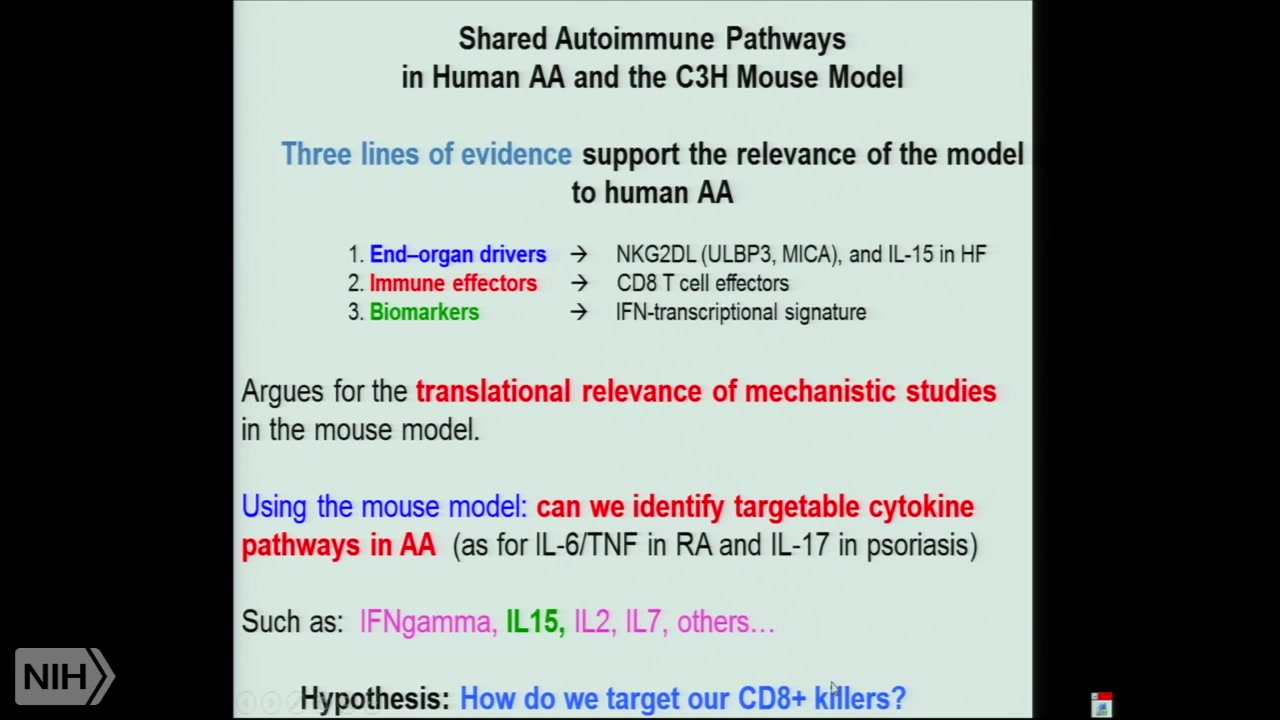 Shared Autoimmune Pathways
in Human AA and the C3H Mouse Model
Three lines of evidence support the relevance of the model
to human AA
1. End–organ drivers → NKG2DL (ULBP3, MICA), and IL-15 in HF
2. Immune effectors → CD8 T cell effectors
3. Biomarkers → IFN-transcriptional signature
Argues for the translational relevance of mechanistic studies
in the mouse model.
Using the mouse model: can we identify targetable cytokine
pathways in AA (as for IL-6/TNF in RA and IL-17 in psoriasis)
Such as: IFNgamma, IL15, IL2, IL7, others…
NIH
Hypothesis: How do we target our CD8+ killers?